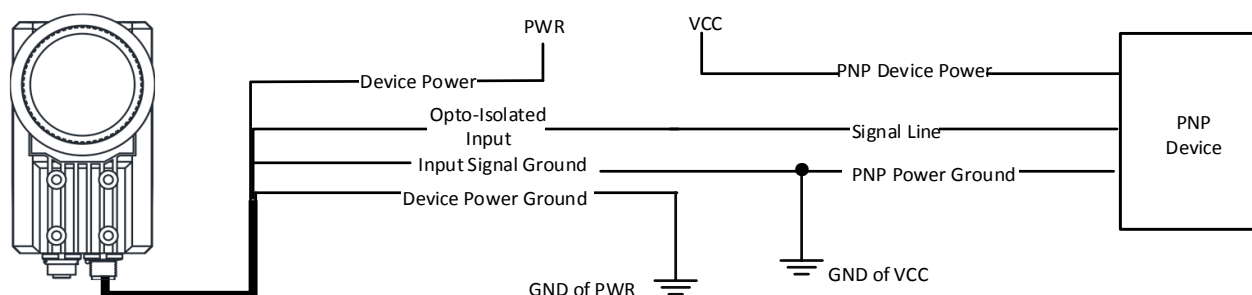 PWR
VCC
Device Power
PNP Device Power
Opto-Isolated
Input
Signal Line
PNP
Device
Input Signal Ground
PNP Power Ground
Device Power Ground
GND of PWR
GND of VCC